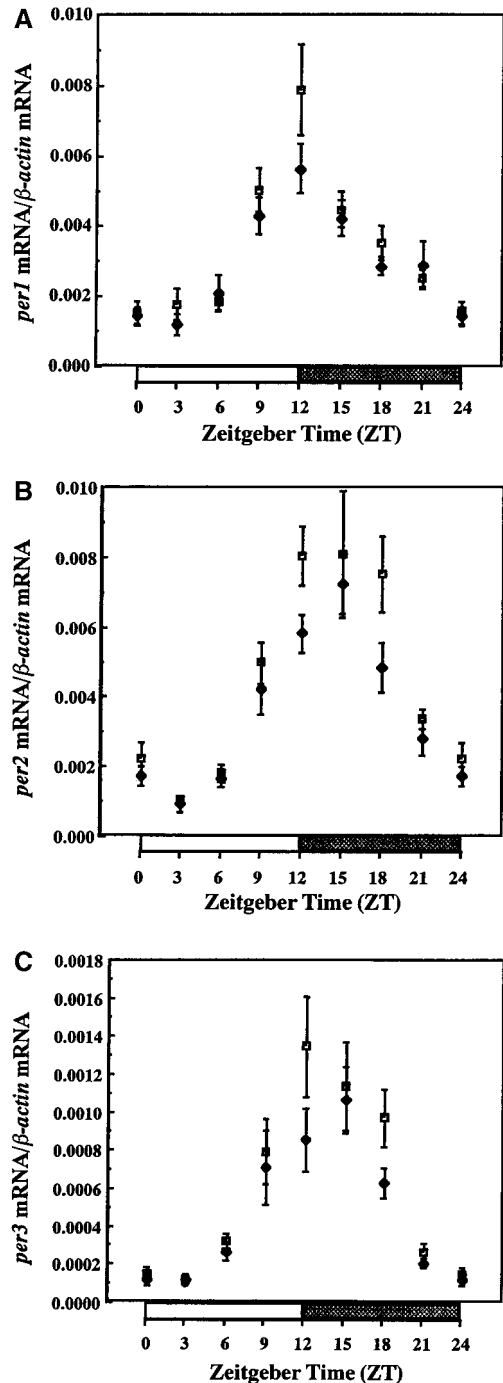 A
per1 mRNA/β-actin mRNA
0.010
0.008
0.006
0.004
0.002
0.000
0 3 6 9 12 15 18 21 24
Zeitgeber Time (ZT)
B
per2 mRNA/β-actin mRNA
0.010
0.008
0.006
0.004
0.002
0.000
0 3 6 9 12 15 18 21 24
Zeitgeber Time (ZT)
C
per3 mRNA/β-actin mRNA
0.0018
0.0016
0.0014
0.0012
0.0010
0.0008
0.0006
0.0004
0.0002
0.0000
0 3 6 9 12 15 18 21 24
Zeitgeber Time (ZT)